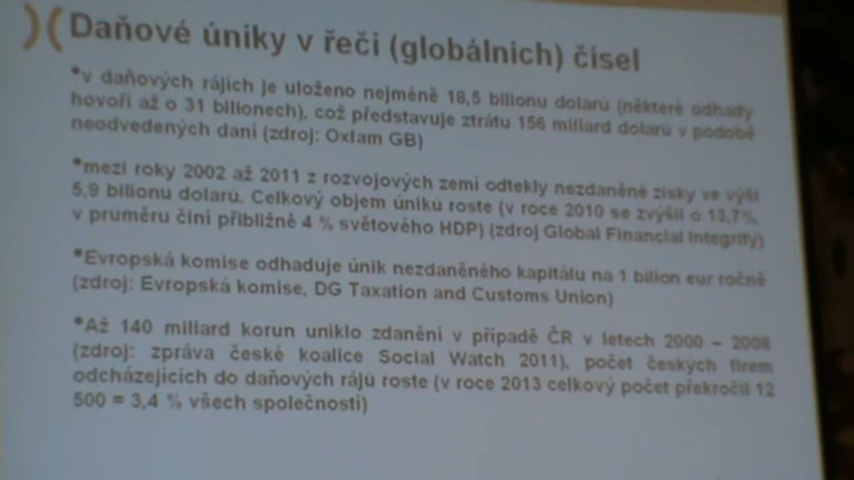 Daňové úniky v řeči (globálních) čísel
*v daňových rájích je uloženo nejméně 18,5 bilionu dolarů (některé odhady
hovoří až o 31 bilionech), což představuje ztrátu 156 miliard dolarů v podobě
neodvedených daní (zdroj: Oxfam GB)
*mezi roky 2002 až 2011 z rozvojových zemí odtekly nezdaněné zisky ve výši
5,9 bilionu dolarů. Celkový objem úniku roste (v roce 2010 se zvýšil o 13,7%,
v průměru činí přibližně 4 % světového HDP) (zdroj Global Financial Integrity)
*Evropská komise odhaduje únik nezdaněného kapitálu na 1 bilion eur ročně
(zdroj: Evropská komise, DG Taxation and Customs Union)
*Až 140 miliard korun uniklo zdanění v případě ČR v letech 2000 – 2008
(zdroj: zpráva české koalice Social Watch 2011), počet českých firem
odcházejících do daňových rájů roste (v roce 2013 celkový počet překročil 12
500 = 3,4 % všech společností)